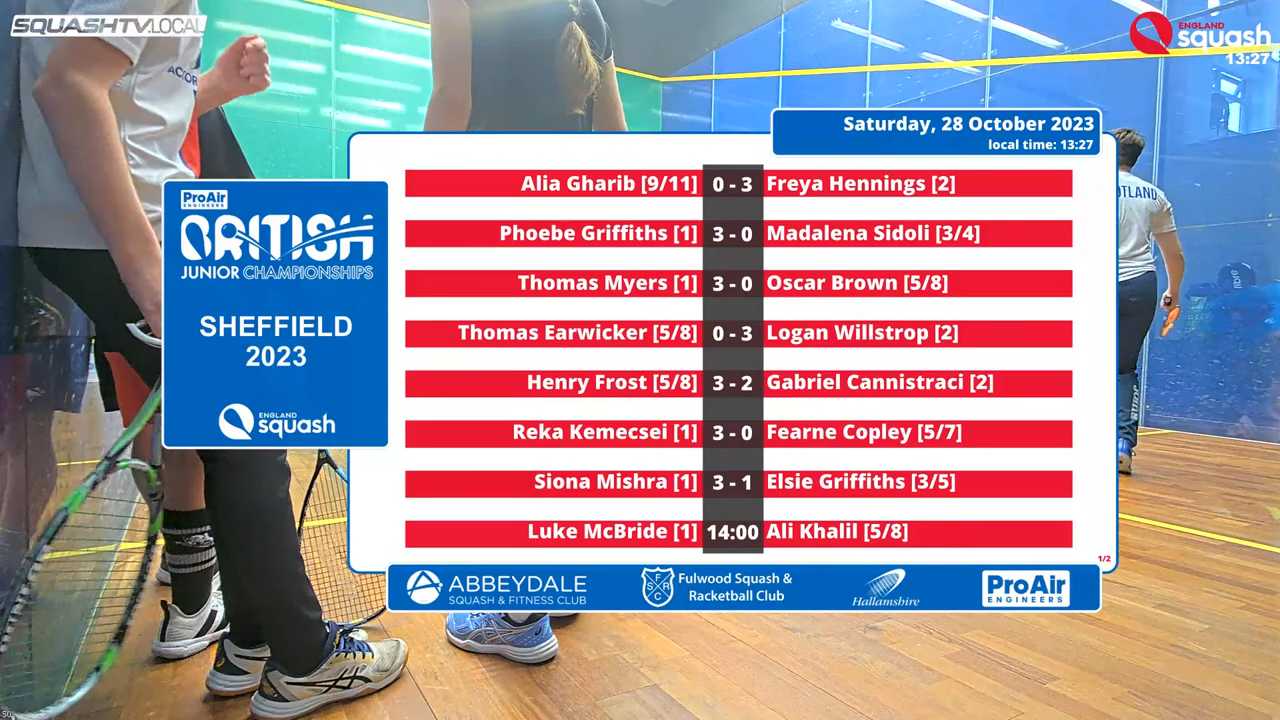 SQUASHTV.LOCAL
ENGLAND
squash
13:27
Saturday, 28 October 2023
local time: 13:27
ProAir
ENGINEERS
BRITISH
JUNIOR CHAMPIONSHIPS
SHEFFIELD
2023
ENGLAND
squash
Alia Gharib [9/11] 0 - 3 Freya Hennings [2]
Phoebe Griffiths [1] 3 - 0 Madalena Sidoli [3/4]
Thomas Myers [1] 3 - 0 Oscar Brown [5/8]
Thomas Earwicker [5/8] 0 - 3 Logan Willstrop [2]
Henry Frost [5/8] 3 - 2 Gabriel Cannistraci [2]
Reka Kemecsei [1] 3 - 0 Fearne Copley [5/7]
Siona Mishra [1] 3 - 1 Elsie Griffiths [3/5]
Luke McBride [1] 14:00 Ali Khalil [5/8]
1/2
ABBEYDALE
SQUASH & FITNESS CLUB
Fulwood Squash &
Racketball Club
Hallamshire
ProAir
ENGINEERS